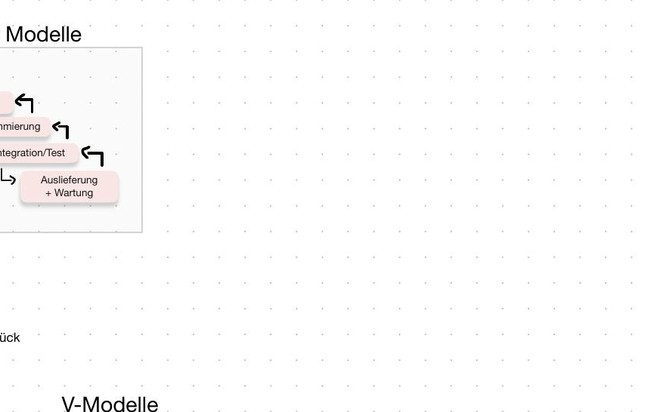 Modelle
mmierung
ntegration/Test
Auslieferung
+ Wartung
ück
V-Modelle